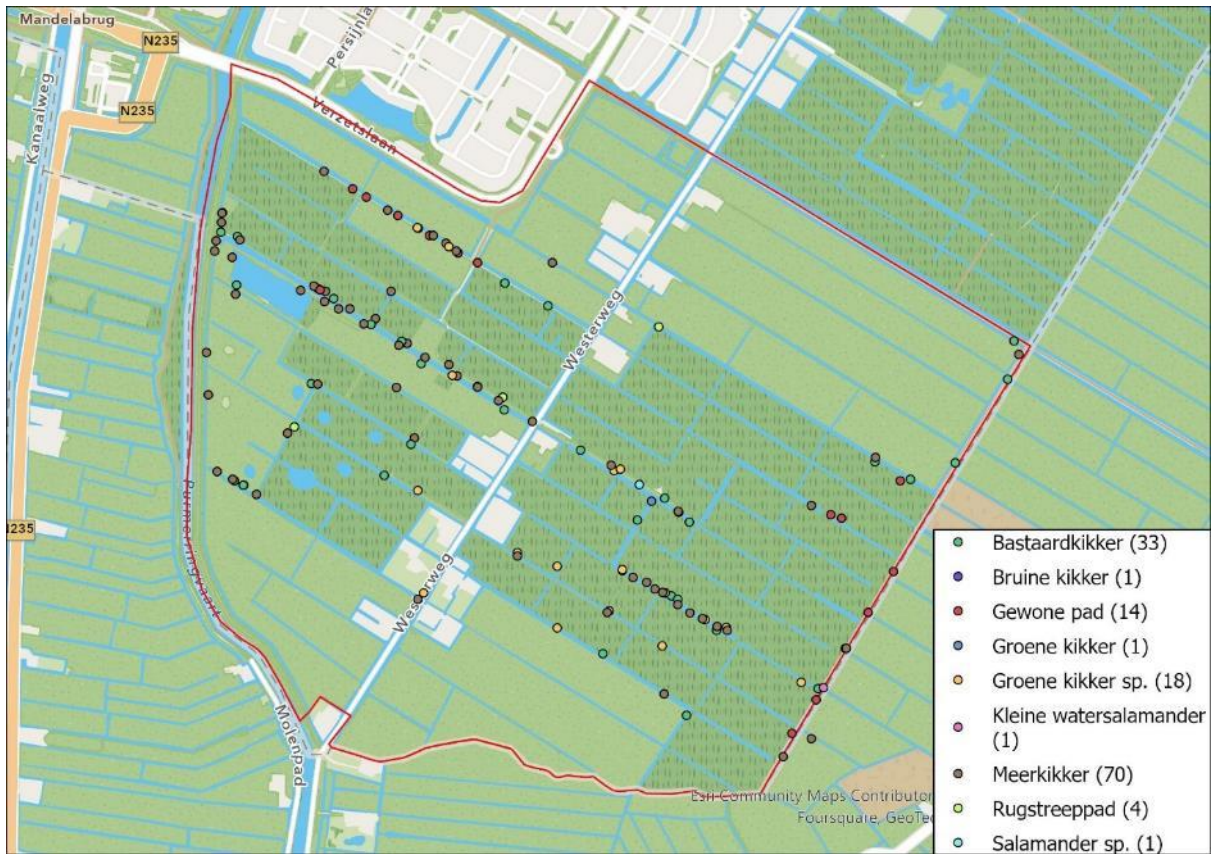 Mandelabrug
N235
Persijnla
Kanaalweg
N235
Verzetslaan
Westerweg
Purmerringvaart
N235
Westerweg
Molenpad
Esri Community Maps Contributor
Foursquare, GeoTec
Bastaardkikker (33)
Bruine kikker (1)
Gewone pad (14)
Groene kikker (1)
Groene kikker sp. (18)
Kleine watersalamander
(1)
Meerkikker (70)
Rugstreeppad (4)
Salamander sp. (1)